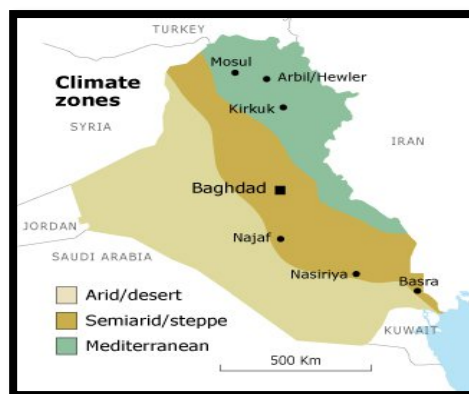 TURKEY
Mosul
Arbil/Hewler
Climate
zones
Kirkuk
SYRIA
IRAN
Baghdad
JORDAN
Najaf
SAUDI ARABIA
Nasiriya
Basra
Arid/desert
Semiarid/steppe
KUWAIT
Mediterranean
500 Km